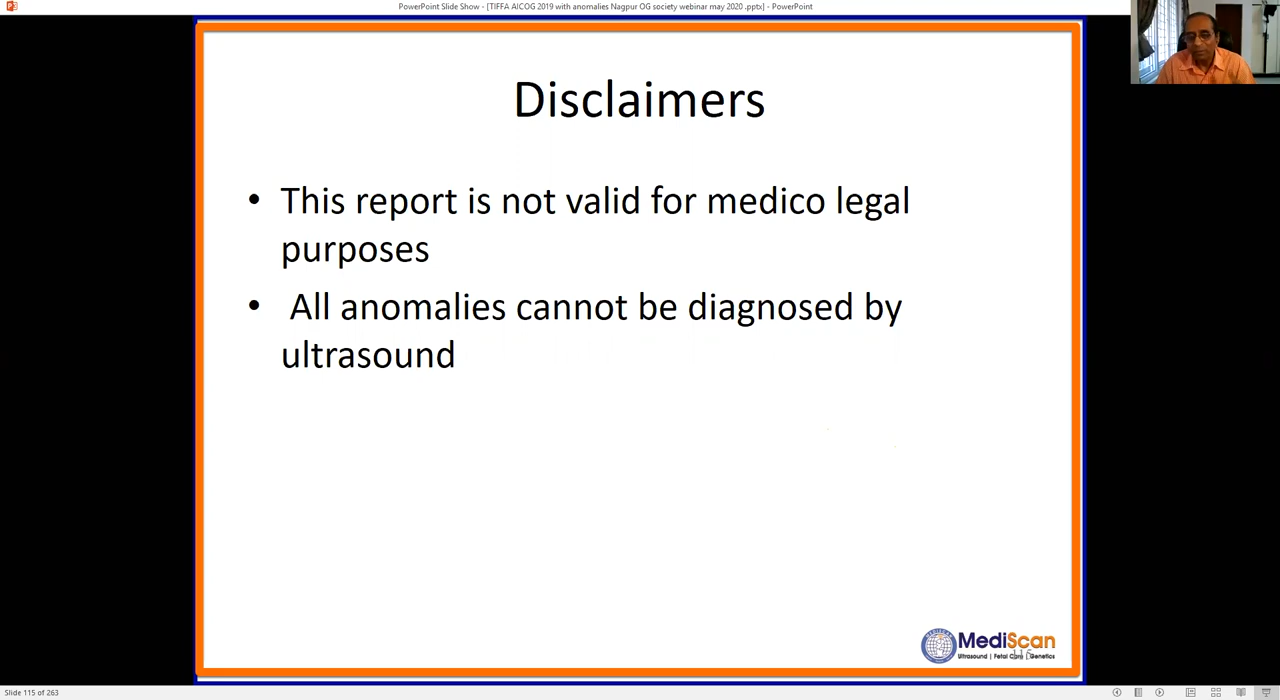 PowerPoint Slide Show - [TIFFA AICOG 2019 with anomalies Nagpur OG society webinar may 2020 .pptx] - PowerPoint
Disclaimers
• This report is not valid for medico legal
purposes
• All anomalies cannot be diagnosed by
ultrasound
MediScan
Ultrasound | Fetal Care | Genetics
Slide 115 of 263